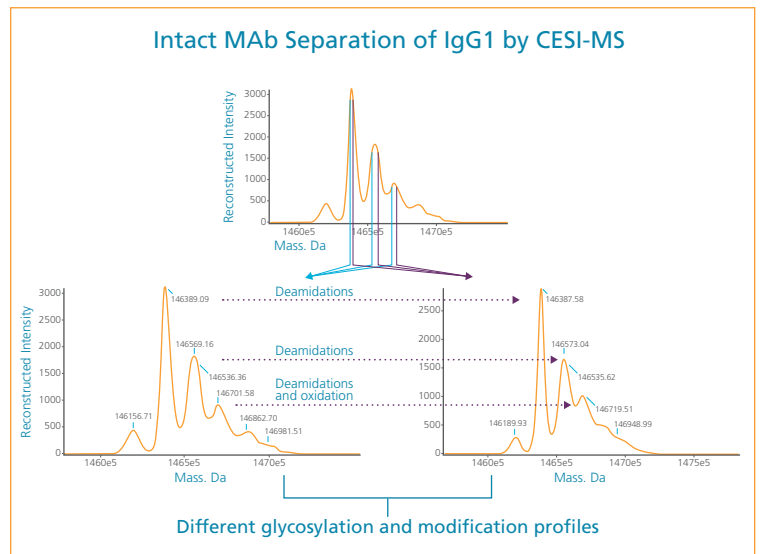 Intact MAb Separation of IgG1 by CESI-MS
Reconstructed Intensity
3000
2500
2000
1500
1000
500
0
1460e5
1465e5
1470e5
Mass. Da
Reconstructed Intensity
3000
2500
2000
1500
1000
500
0
146389.09
146569.16
146536.36
146701.58
146156.71
146862.70
146981.51
1460e5
1465e5
1470e5
Mass. Da
Deamidations
Deamidations
Deamidations
and oxidation
2500
2000
1500
1000
500
0
146387.58
146573.04
146535.62
146719.51
146189.93
146948.99
1460e5
1465e5
1470e5
1475e5
Mass. Da
Different glycosylation and modification profiles